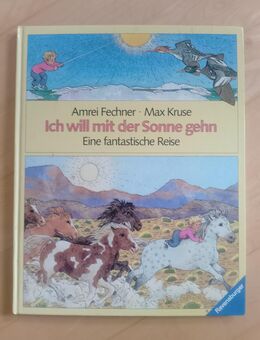 Amrei Fechner · Max Kruse
Ich will mit der Sonne gehn
Eine fantastische Reise
Ravensburger